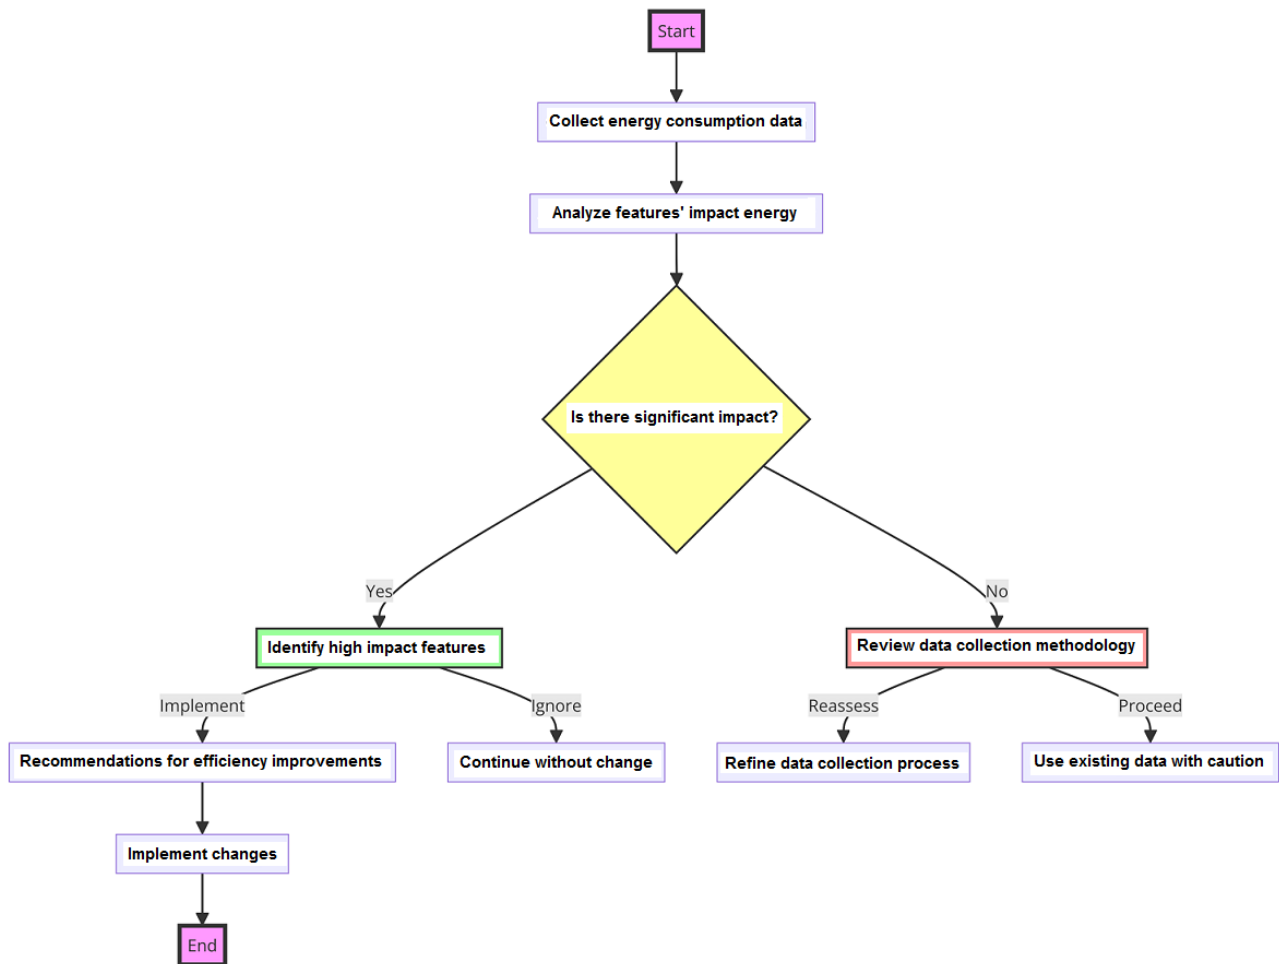 Start
Collect energy consumption data
Analyze features' impact energy
Is there significant impact?
Yes
No
Identify high impact features
Review data collection methodology
Implement
Ignore
Reassess
Proceed
Recommendations for efficiency improvements
Continue without change
Refine data collection process
Use existing data with caution
Implement changes
End